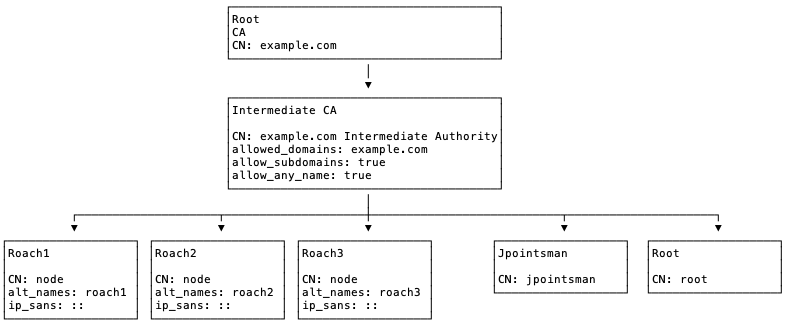 Root
CA
CN: example.com
Intermediate CA
CN: example.com Intermediate Authority
allowed_domains: example.com
allow_subdomains: true
allow_any_name: true
Roach1
CN: node
alt_names: roach1
ip_sans: ::
Roach2
CN: node
alt_names: roach2
ip_sans: ::
Roach3
CN: node
alt_names: roach3
ip_sans: ::
Jpointsman
CN: jpointsman
Root
CN: root